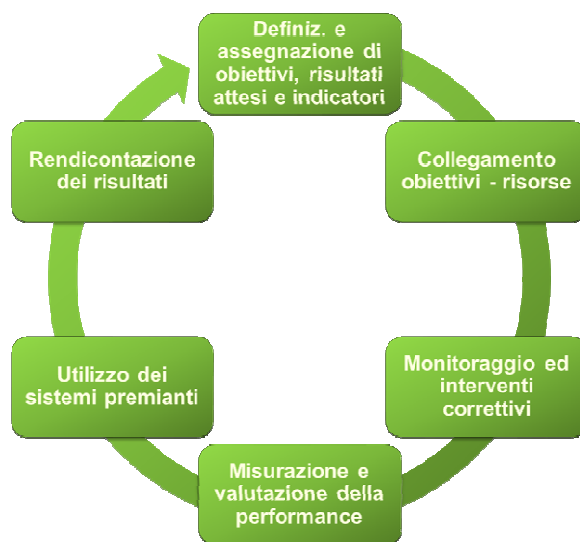 Definiz. e
assegnazione di
obiettivi, risultati
attesi e indicatori
Collegamento
obiettivi - risorse
Monitoraggio ed
interventi
correttivi
Misurazione e
valutazione della
performance
Utilizzo dei
sistemi premianti
Rendicontazione
dei risultati